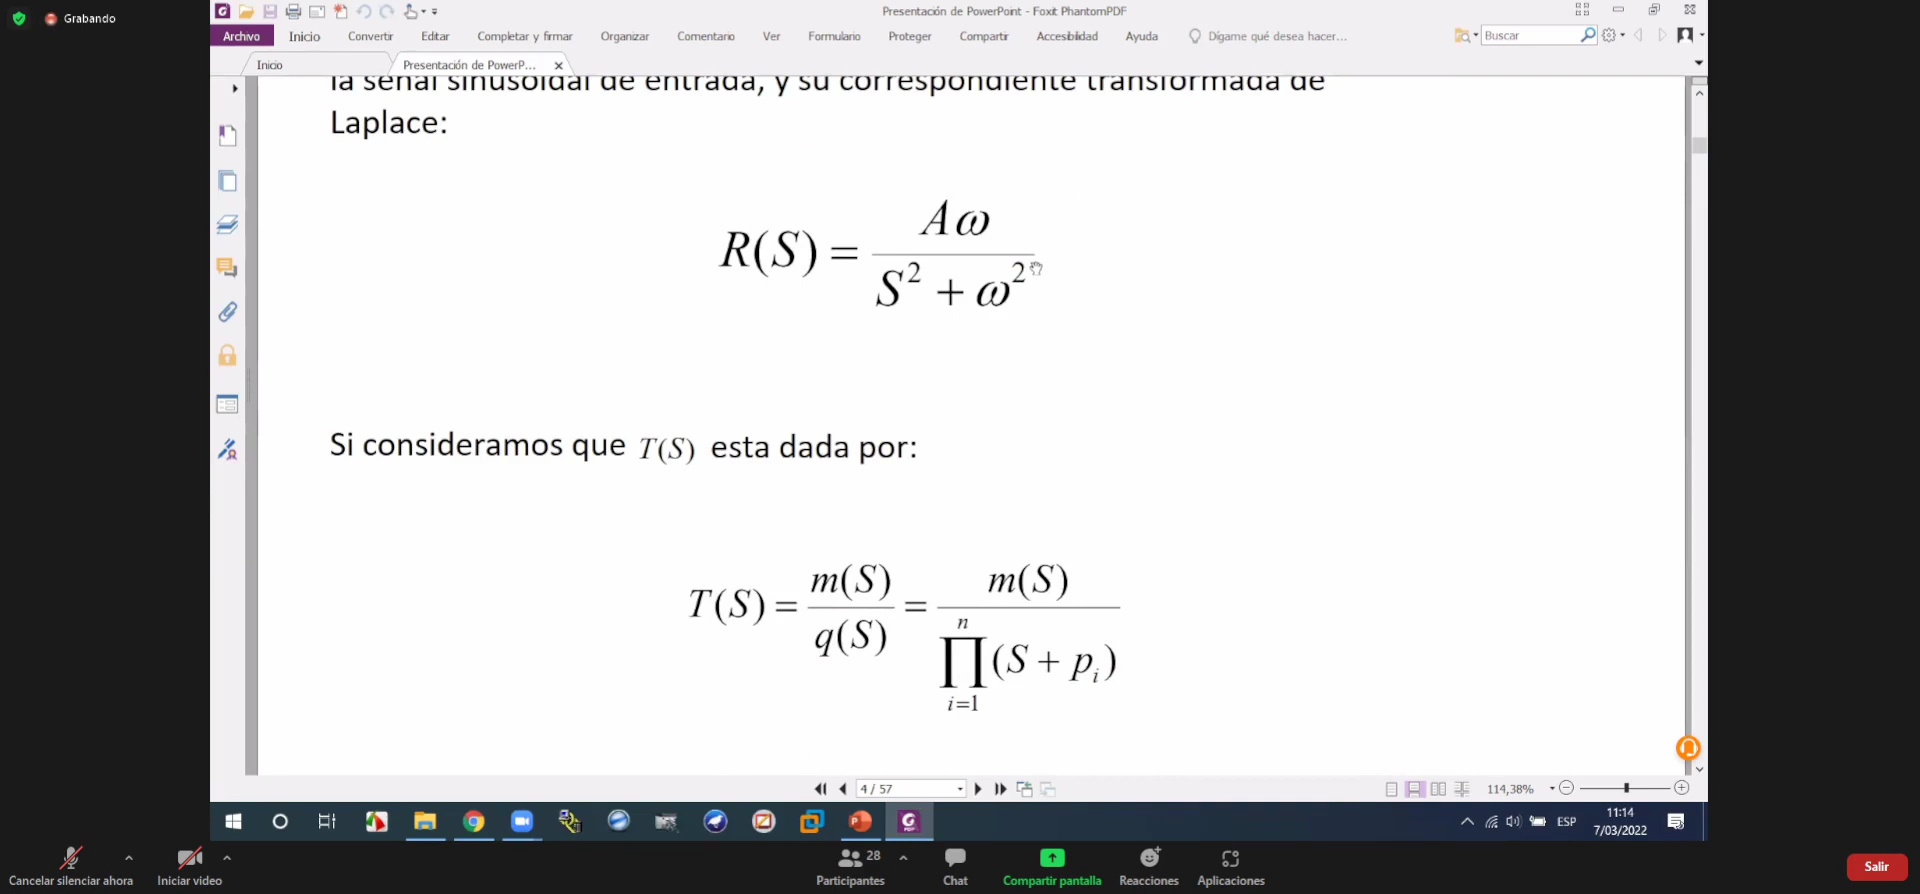 Grabando
Presentación de PowerPoint - Foxit PhantomPDF
Archivo Inicio Convertir Editar Completar y firmar Organizar Comentario Ver Formulario Proteger Compartir Accesibilidad Ayuda Dígame qué desea hacer... Buscar
Inicio Presentación de PowerP...
la señal sinusoidal de entrada, y su correspondiente transformada de
Laplace:
R(S) = Aω / (S² + ω²)
Si consideramos que T(S) esta dada por:
T(S) = m(S) / q(S) = m(S) / ∏ⁿᵢ₌₁ (S + pᵢ)
4 / 57 114,38%
ESP 11:14
7/03/2022
28
Cancelar silenciar ahora Iniciar video Participantes Chat Compartir pantalla Reacciones Aplicaciones Salir